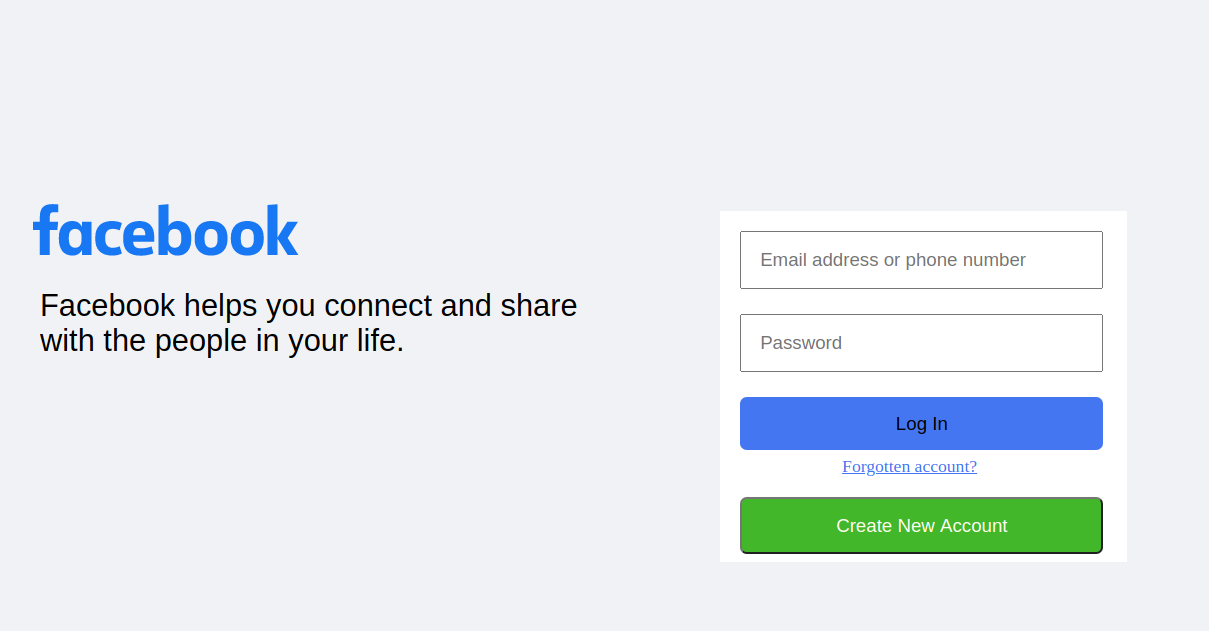 facebook
Facebook helps you connect and share
with the people in your life.
Email address or phone number
Password
Log In
Forgotten account?
Create New Account